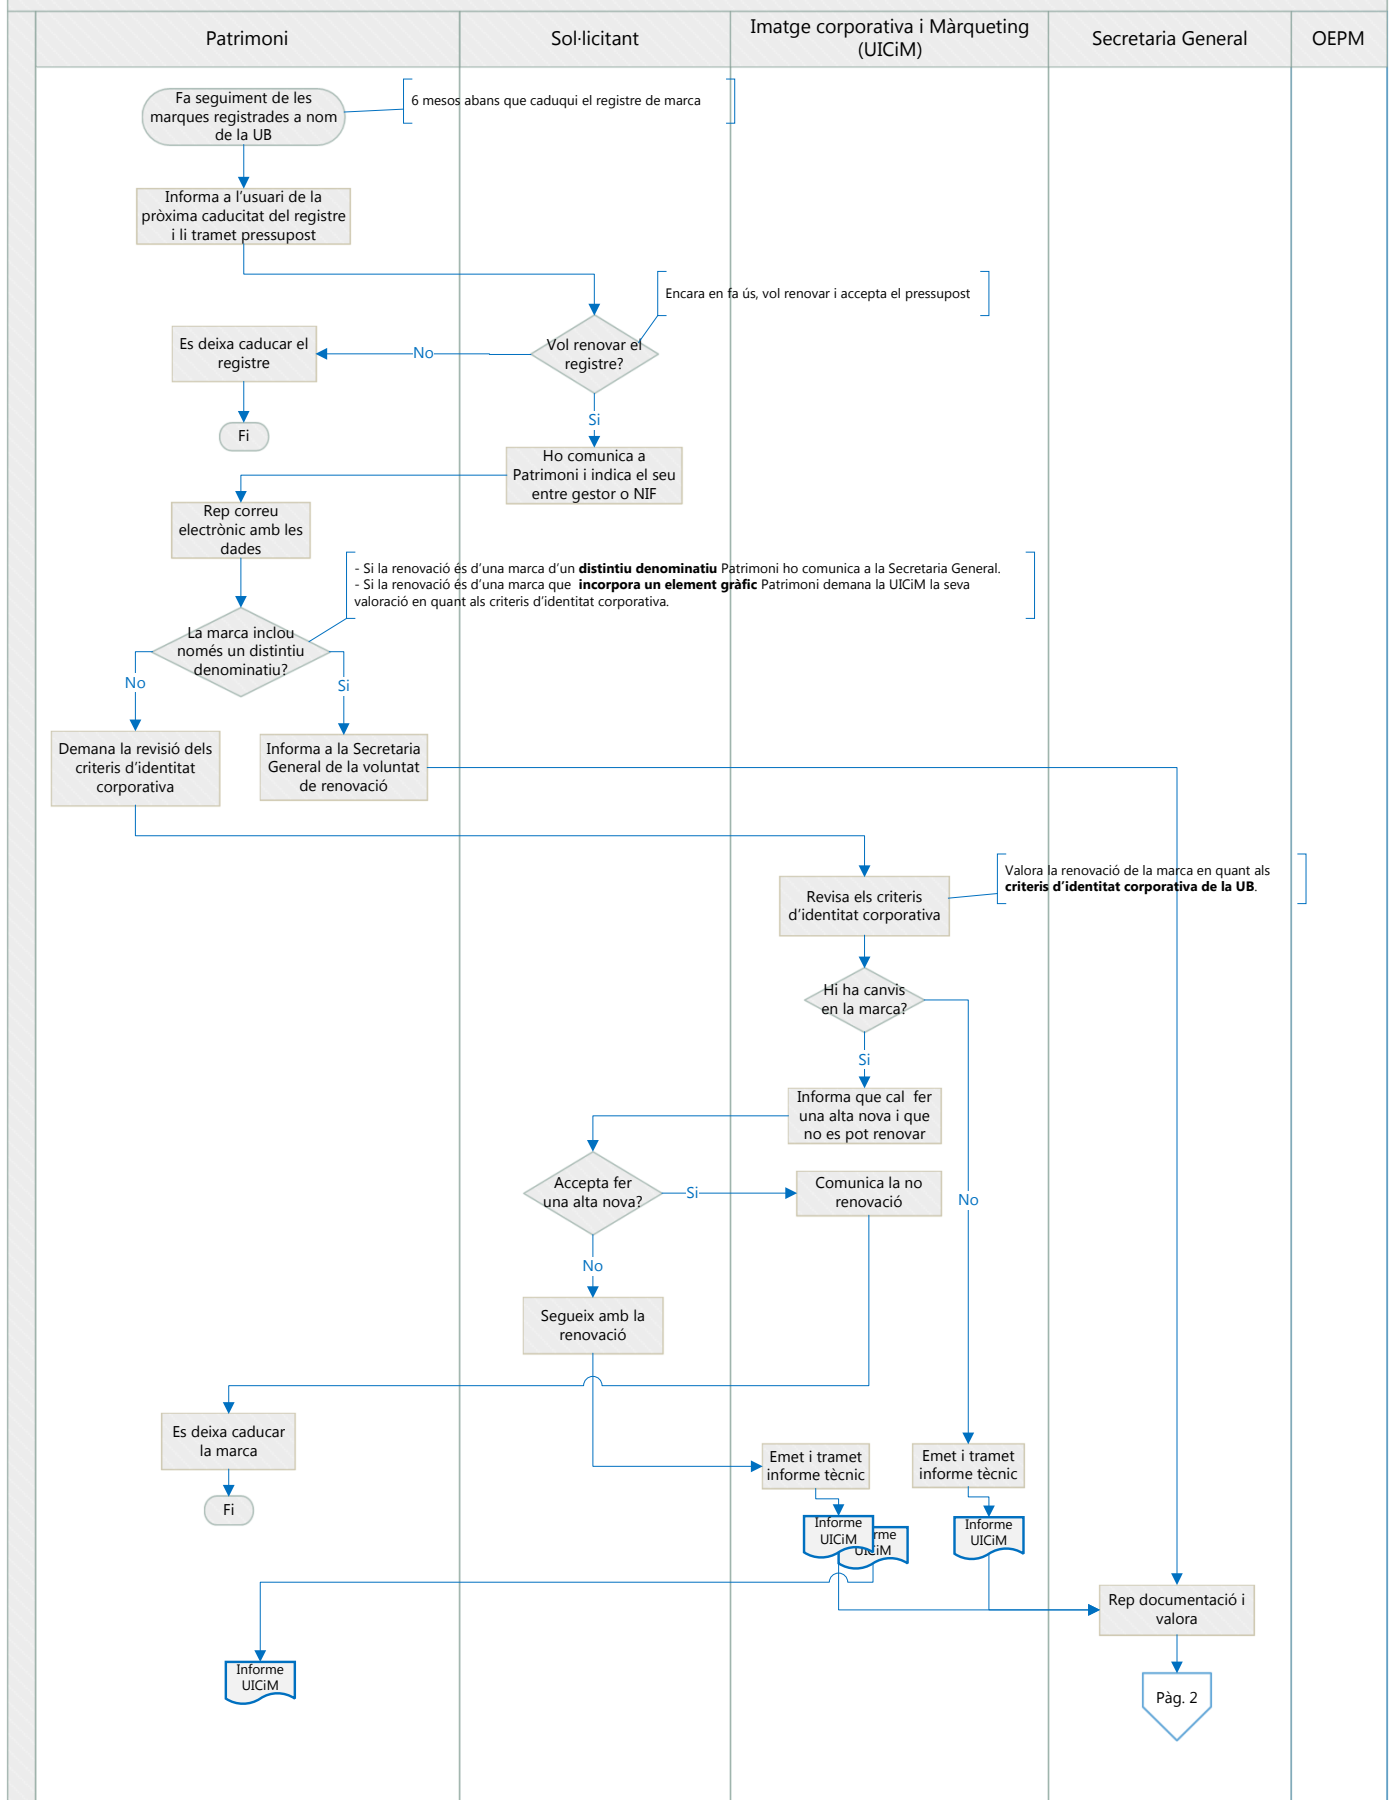 Patrimoni
Sol·licitant
Imatge corporativa i Màrqueting
(UICiM)
Secretaria General
OEPM
Fa seguiment de les
marques registrades a nom
de la UB
6 mesos abans que caduqui el registre de marca
Informa a l’usuari de la
pròxima caducitat del registre
i li tramet pressupost
Encara en fa ús, vol renovar i accepta el pressupost
Vol renovar el
registre?
No
Es deixa caducar el
registre
Fi
Si
Ho comunica a
Patrimoni i indica el seu
entre gestor o NIF
Rep correu
electrònic amb les
dades
- Si la renovació és d’una marca d’un distintiu denominatiu Patrimoni ho comunica a la Secretaria General.
- Si la renovació és d’una marca que  incorpora un element gràfic Patrimoni demana la UICiM la seva
valoració en quant als criteris d’identitat corporativa.
La marca inclou
només un distintiu
denominatiu?
No
Si
Demana la revisió dels
criteris d’identitat
corporativa
Informa a la Secretaria
General de la voluntat
de renovació
Valora la renovació de la marca en quant als
criteris d’identitat corporativa de la UB.
Revisa els criteris
d’identitat corporativa
Hi ha canvis
en la marca?
Si
No
Informa que cal  fer
una alta nova i que
no es pot renovar
Accepta fer
una alta nova?
Si
Comunica la no
renovació
No
Segueix amb la
renovació
Es deixa caducar
la marca
Fi
Emet i tramet
informe tècnic
Emet i tramet
informe tècnic
Informe
UICiM
rme
UICiM
Informe
UICiM
Rep documentació i
valora
Informe
UICiM
Pàg. 2